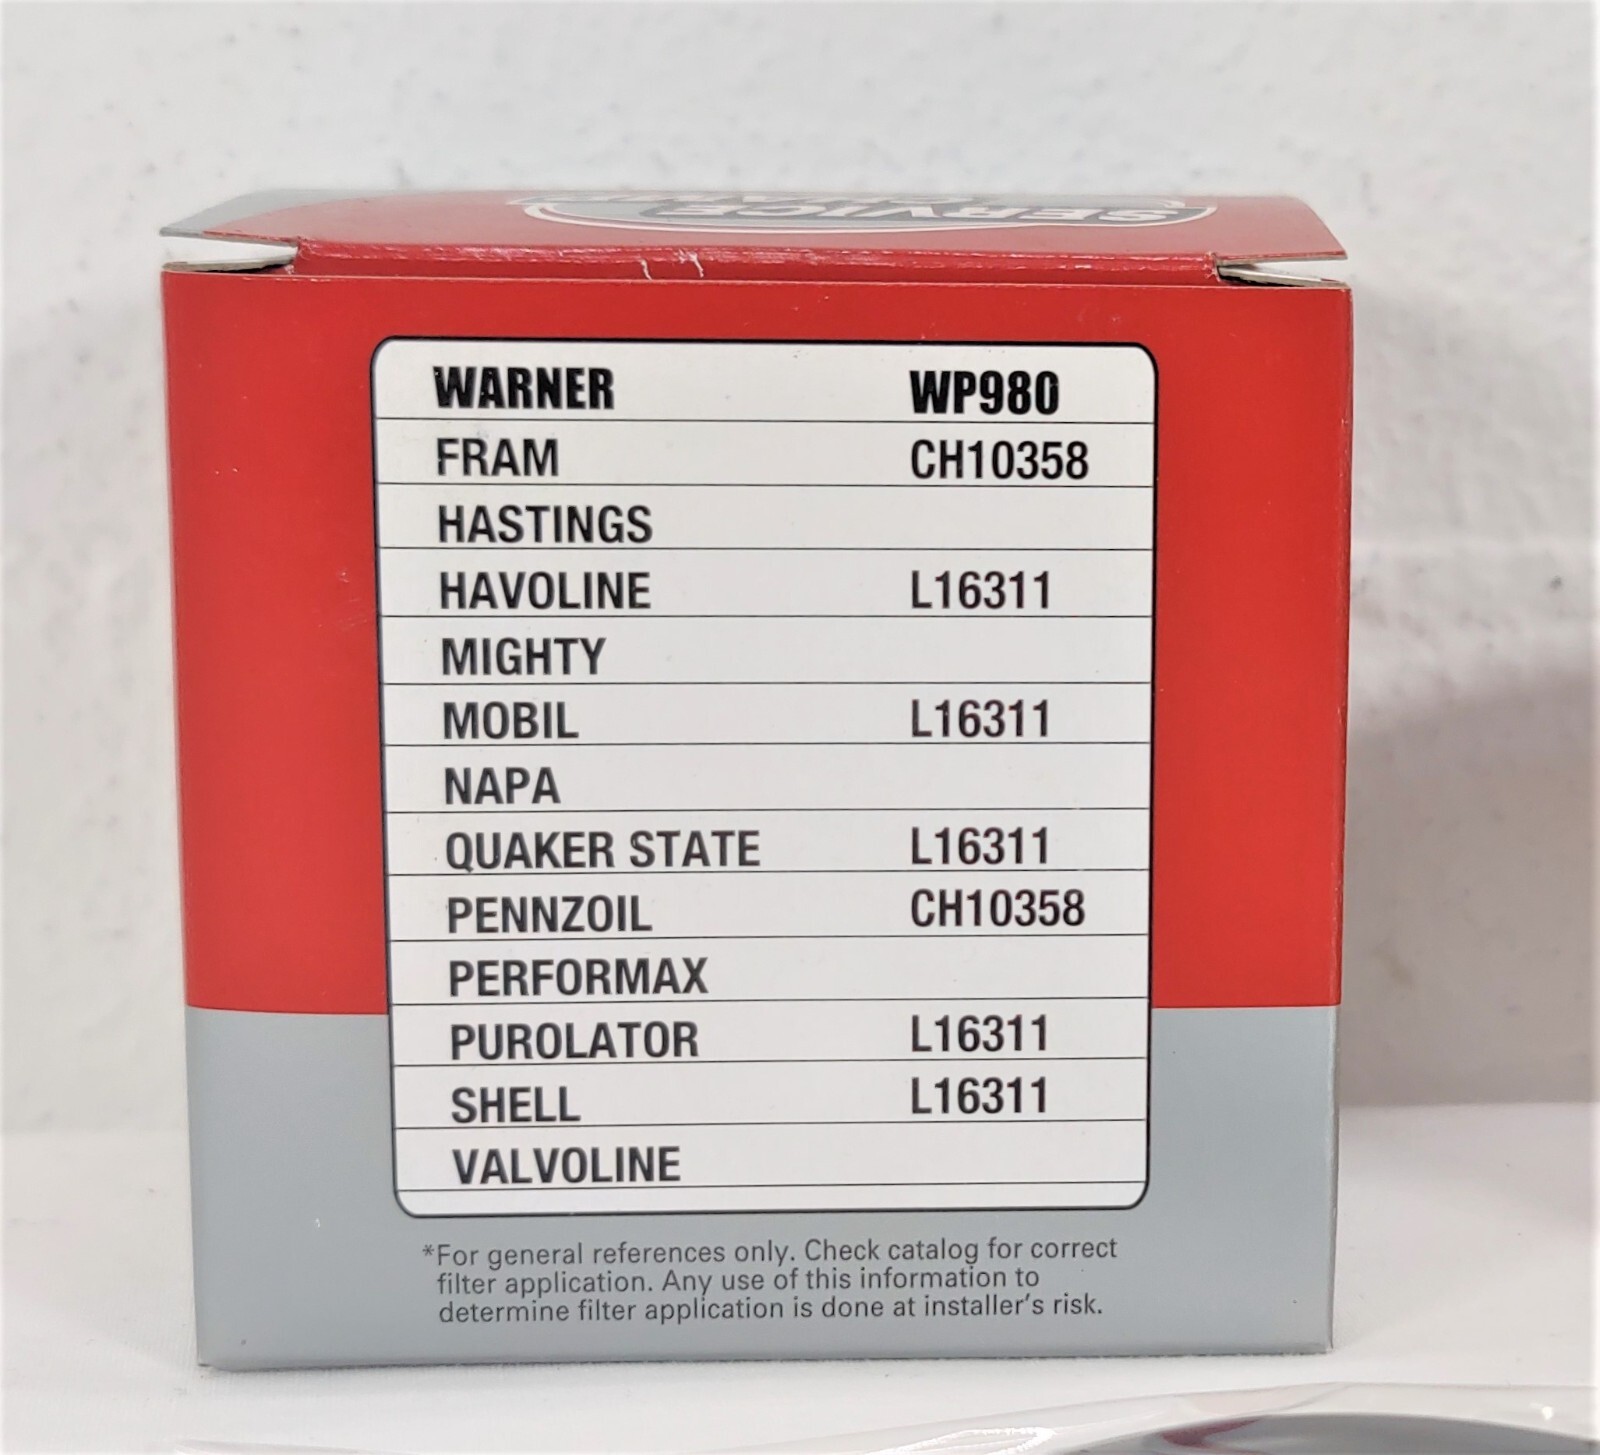 SERVICE
WARNER WP980
FRAM CH10358
HASTINGS
HAVOLINE L16311
MIGHTY
MOBIL L16311
NAPA
QUAKER STATE L16311
PENNZOIL CH10358
PERFORMAX
PUROLATOR L16311
SHELL L16311
VALVOLINE
*For general references only. Check catalog for correct
filter application. Any use of this information to
determine filter application is done at installer's risk.